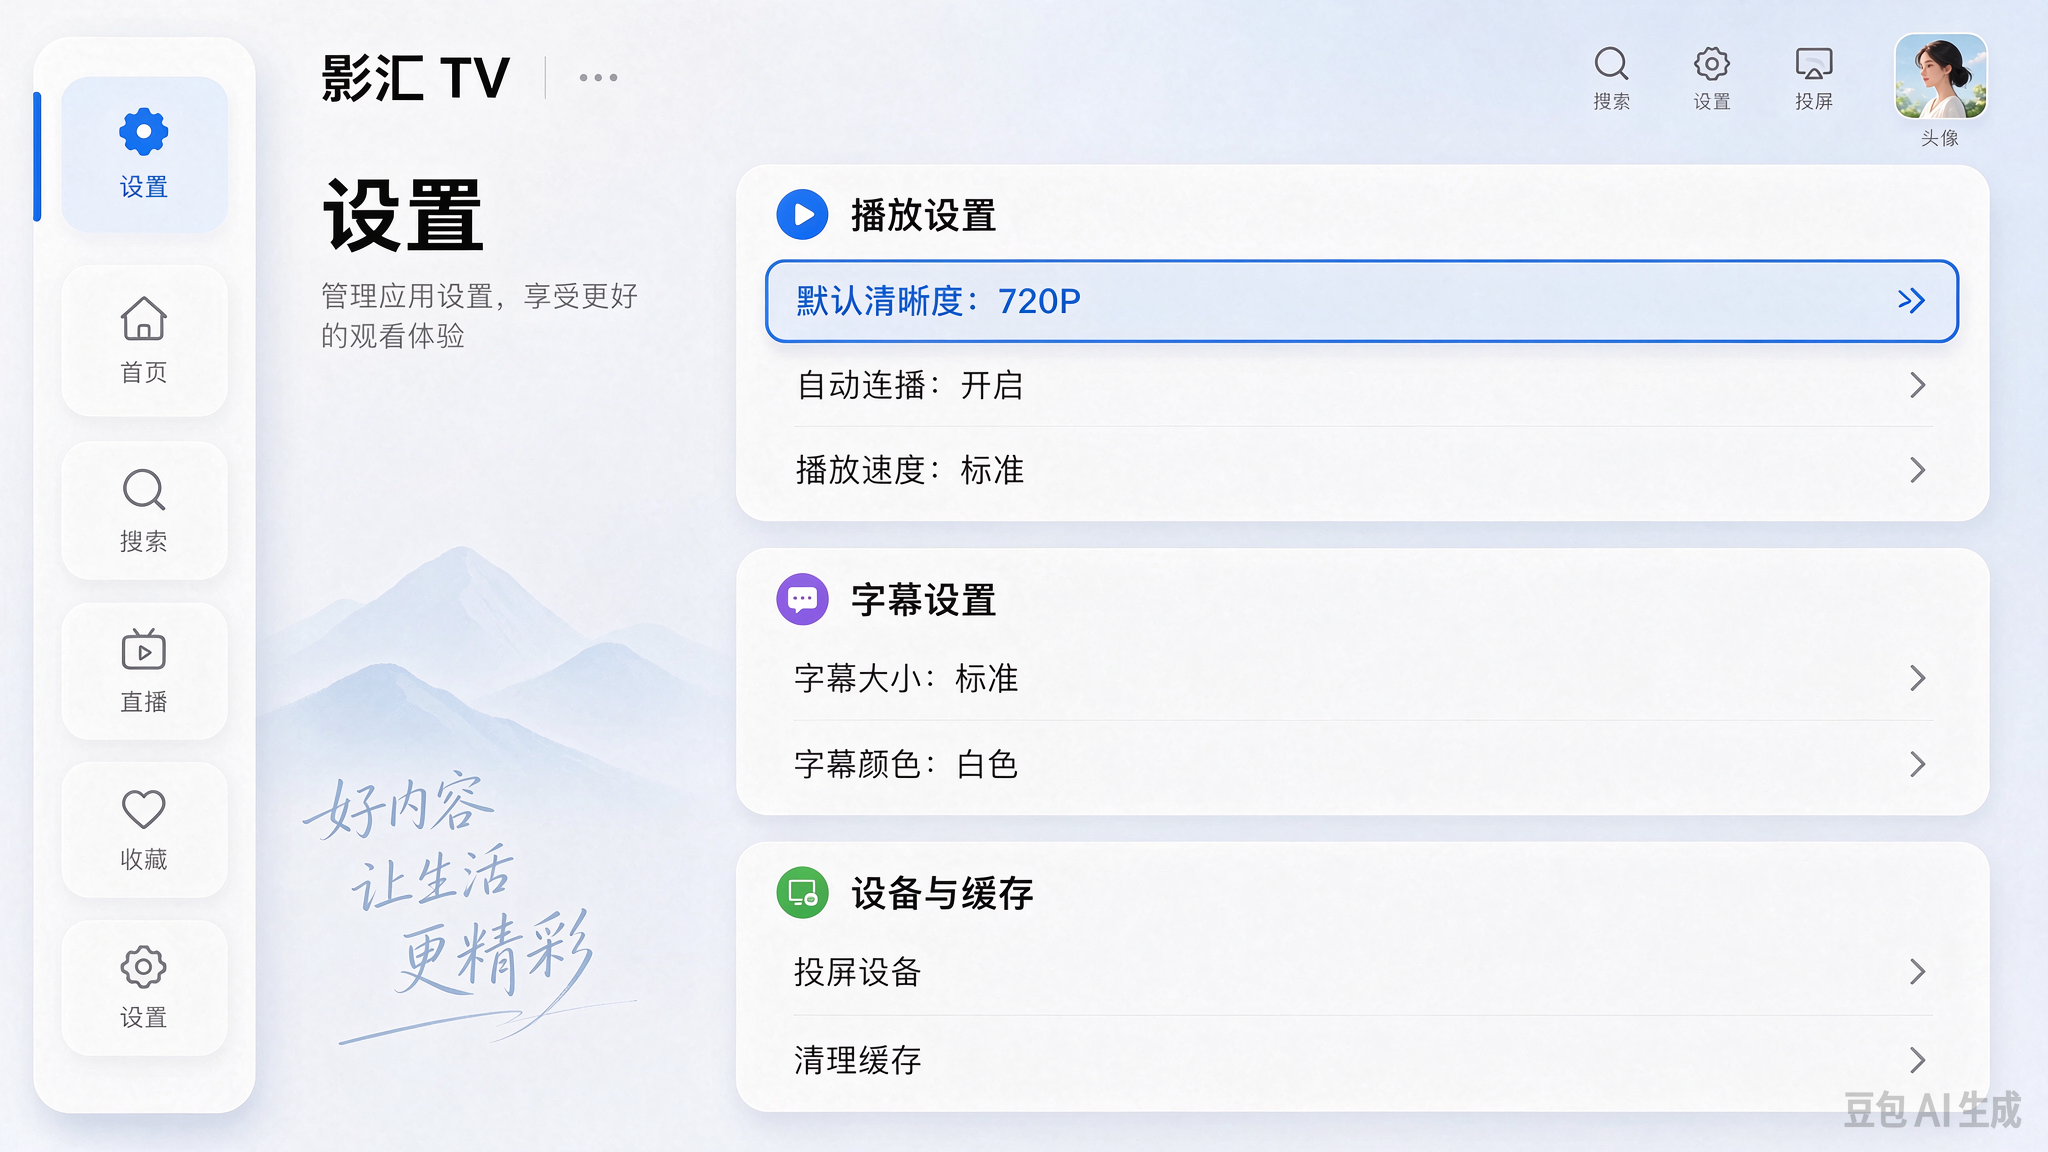 影汇 TV
搜索
设置
投屏
头像
设置
首页
搜索
直播
收藏
设置
设置
管理应用设置，享受更好
的观看体验
好内容
让生活
更精彩
播放设置
默认清晰度：720P
自动连播：开启
播放速度：标准
字幕设置
字幕大小：标准
字幕颜色：白色
设备与缓存
投屏设备
清理缓存
豆包 AI 生成